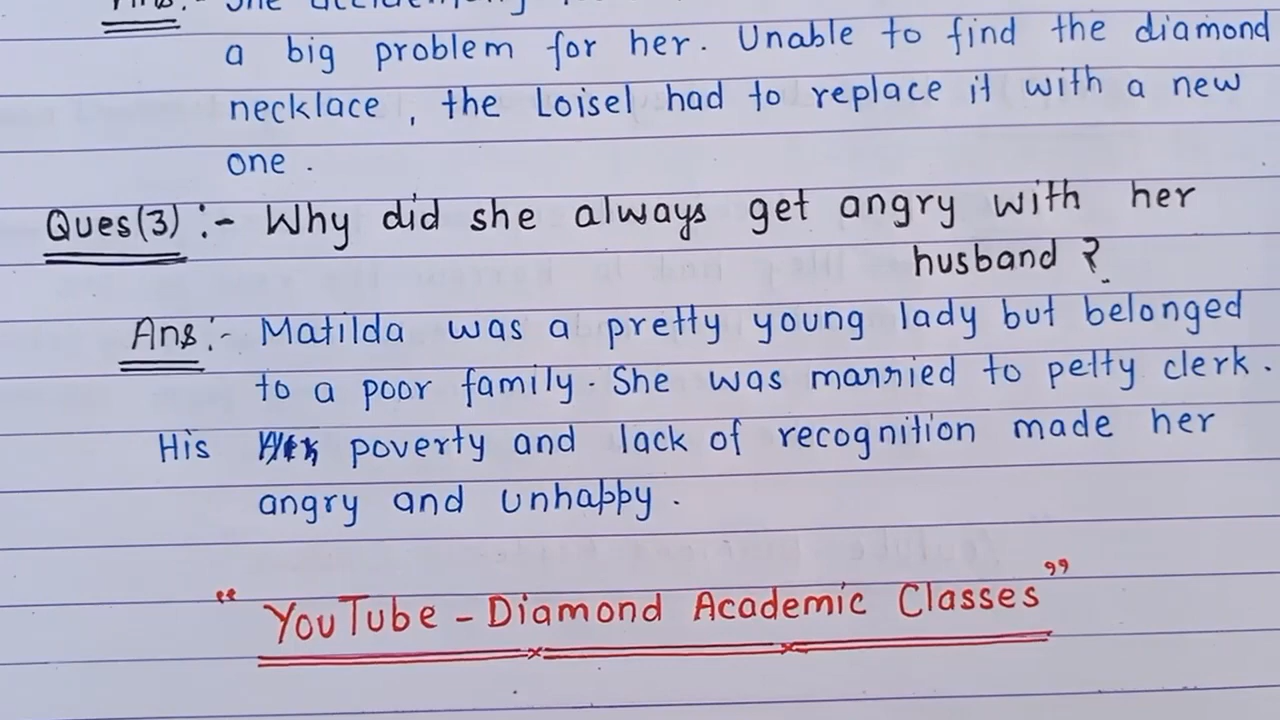 Ans:- She accidentally
a big problem for her. Unable to find the diamond
necklace, the Loisel had to replace it with a new
one.
Ques(3):- Why did she always get angry with her
husband?
Ans:- Matilda was a pretty young lady but belonged
to a poor family. She was married to petty clerk.
His poverty and lack of recognition made her
angry and unhappy.
"YouTube - Diamond Academic Classes"